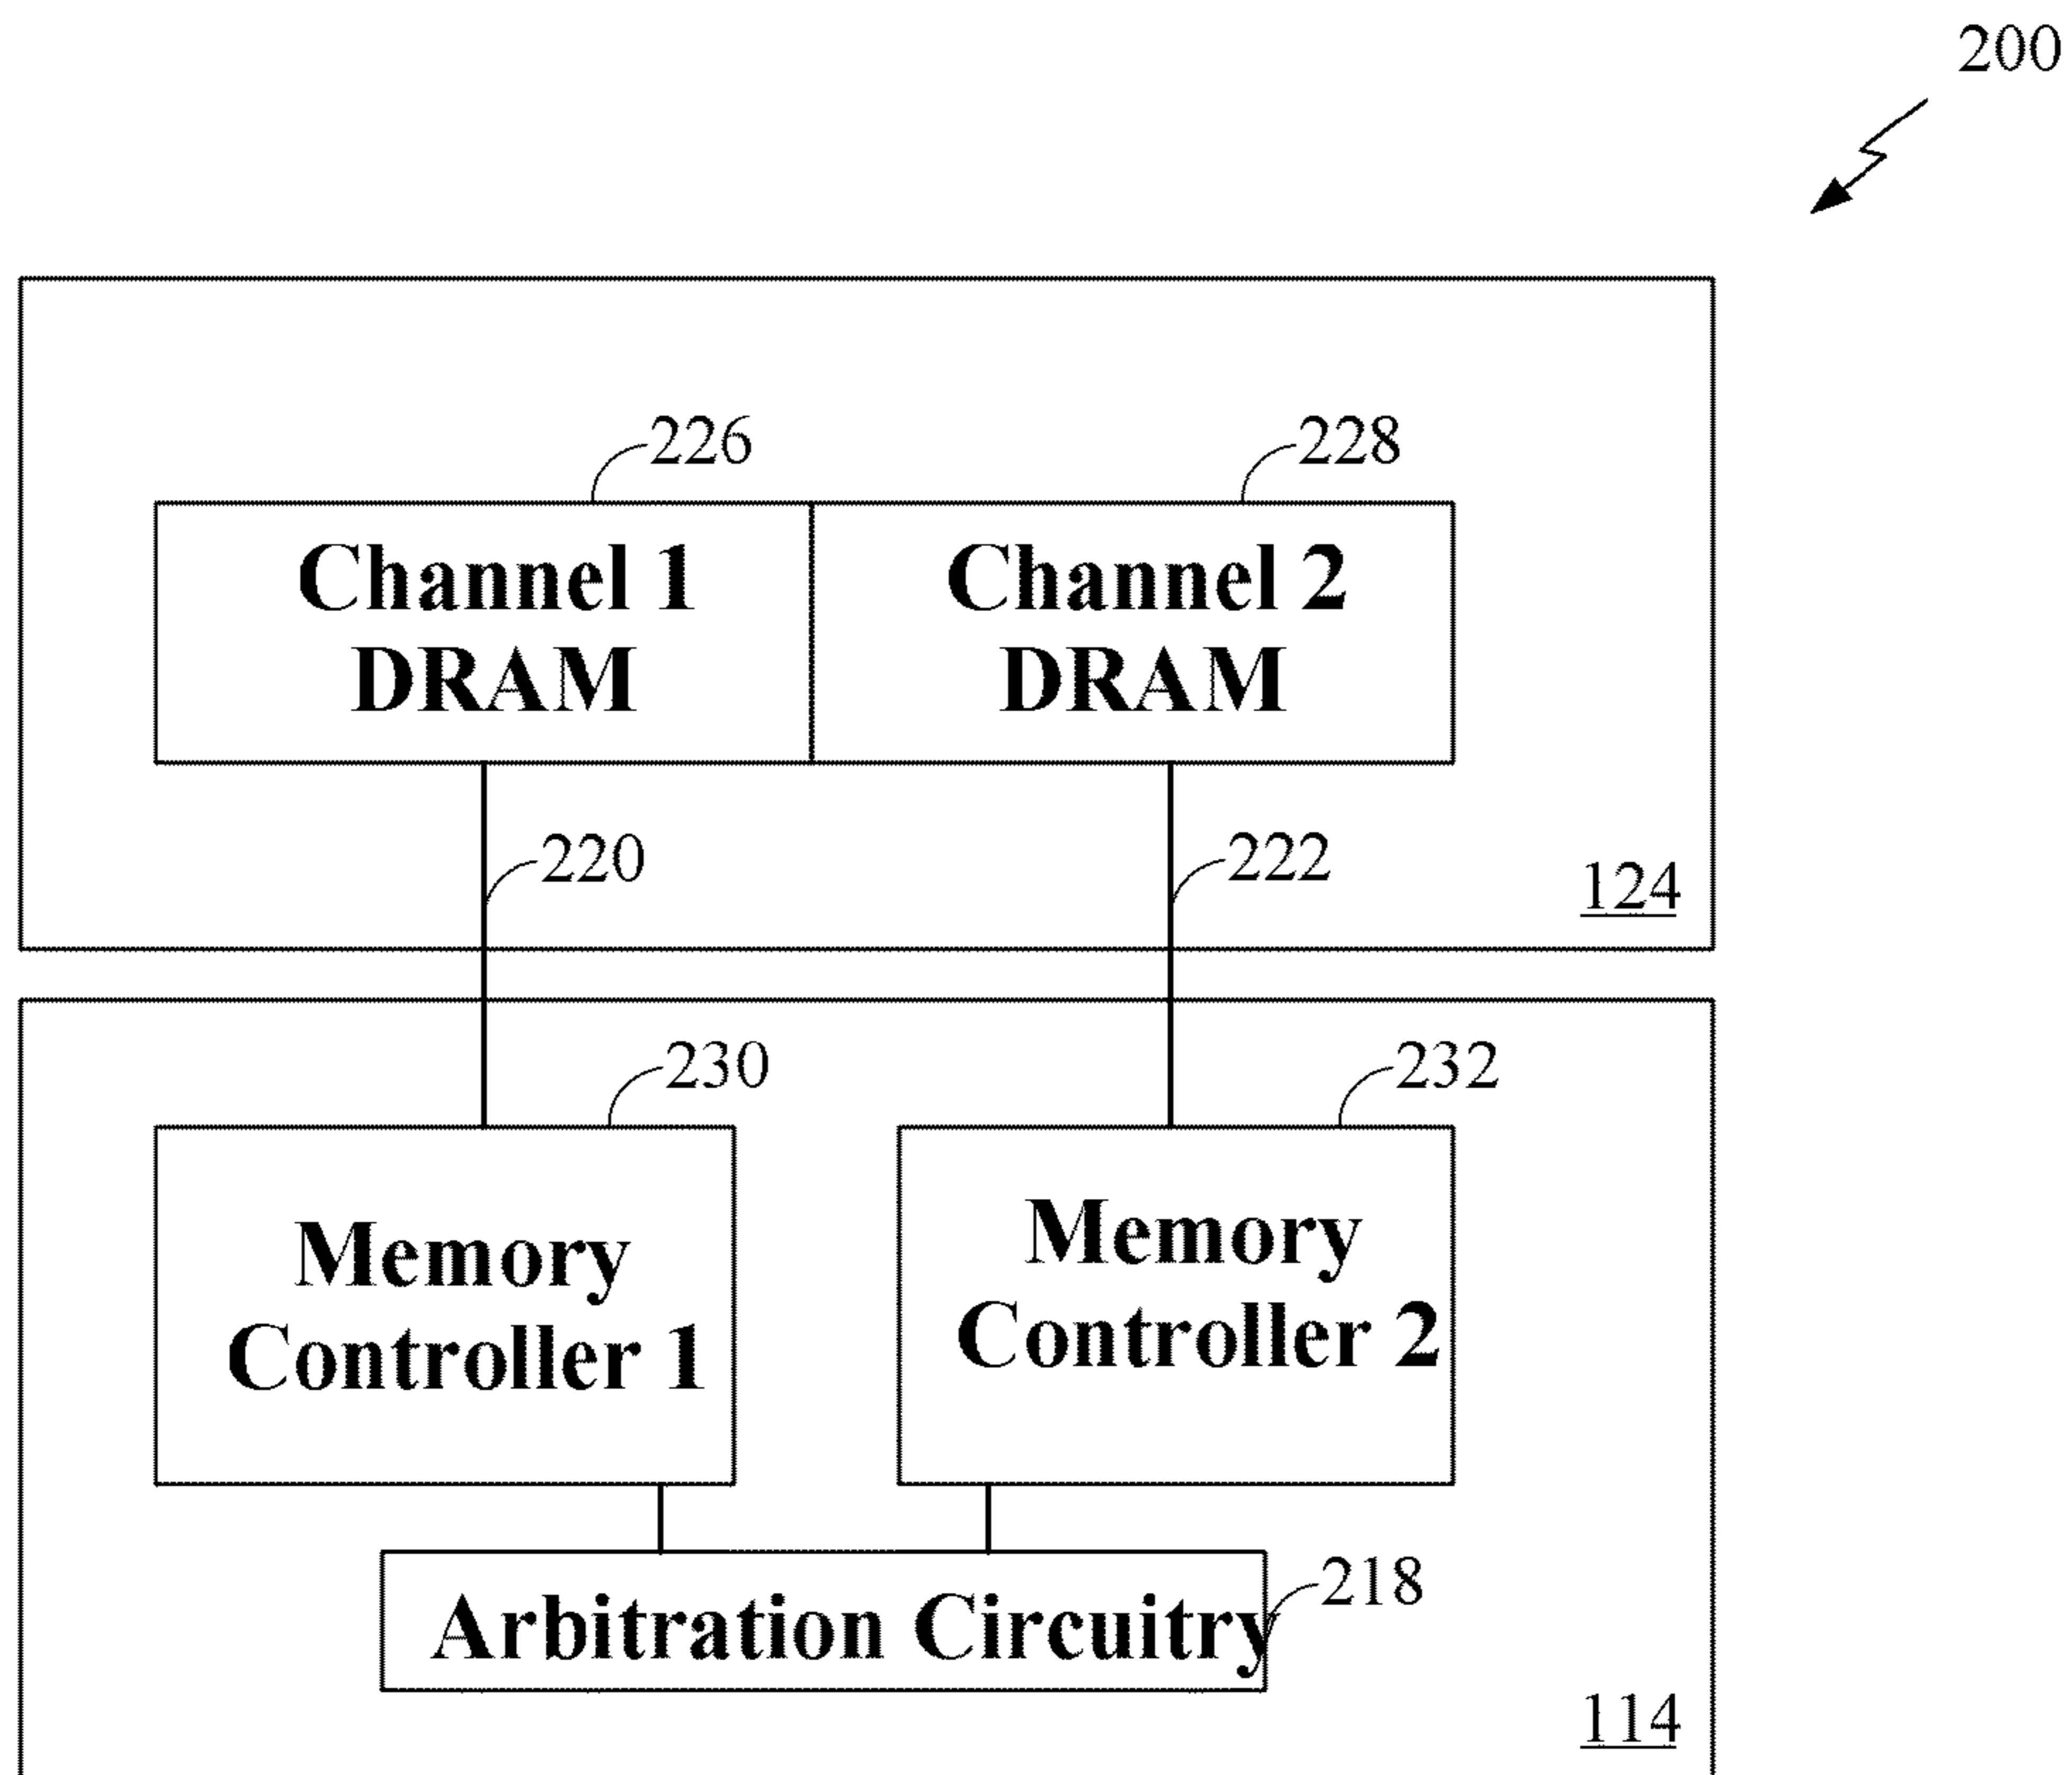 200
226
228
Channel 1
DRAM
Channel 2
DRAM
220
222
124
230
232
Memory
Controller 1
Memory
Controller 2
Arbitration Circuitry
218
114